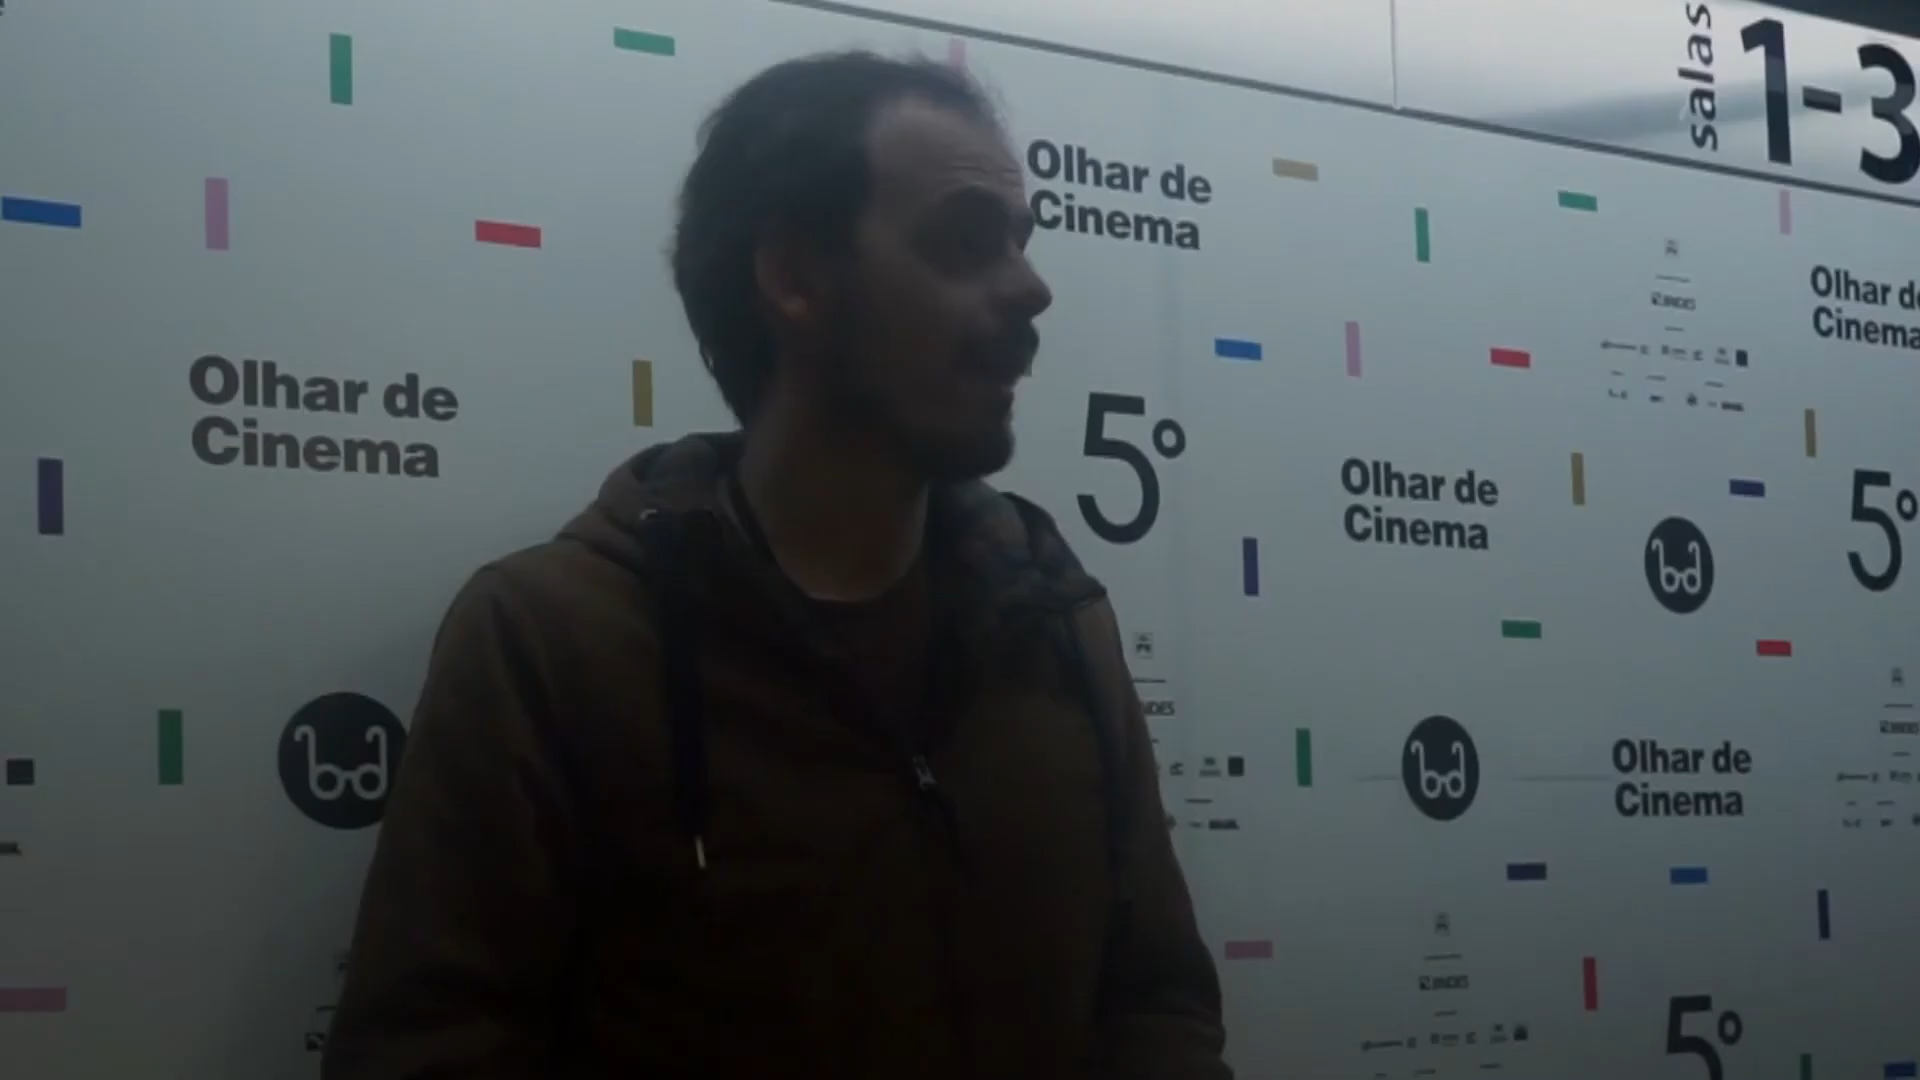 salas
1-3
Olhar de
Cinema
Olhar de
Cinema
Olhar de
Cinema
5º
Olhar de
Cinema
5º
Olhar de
Cinema
BNDES
5º